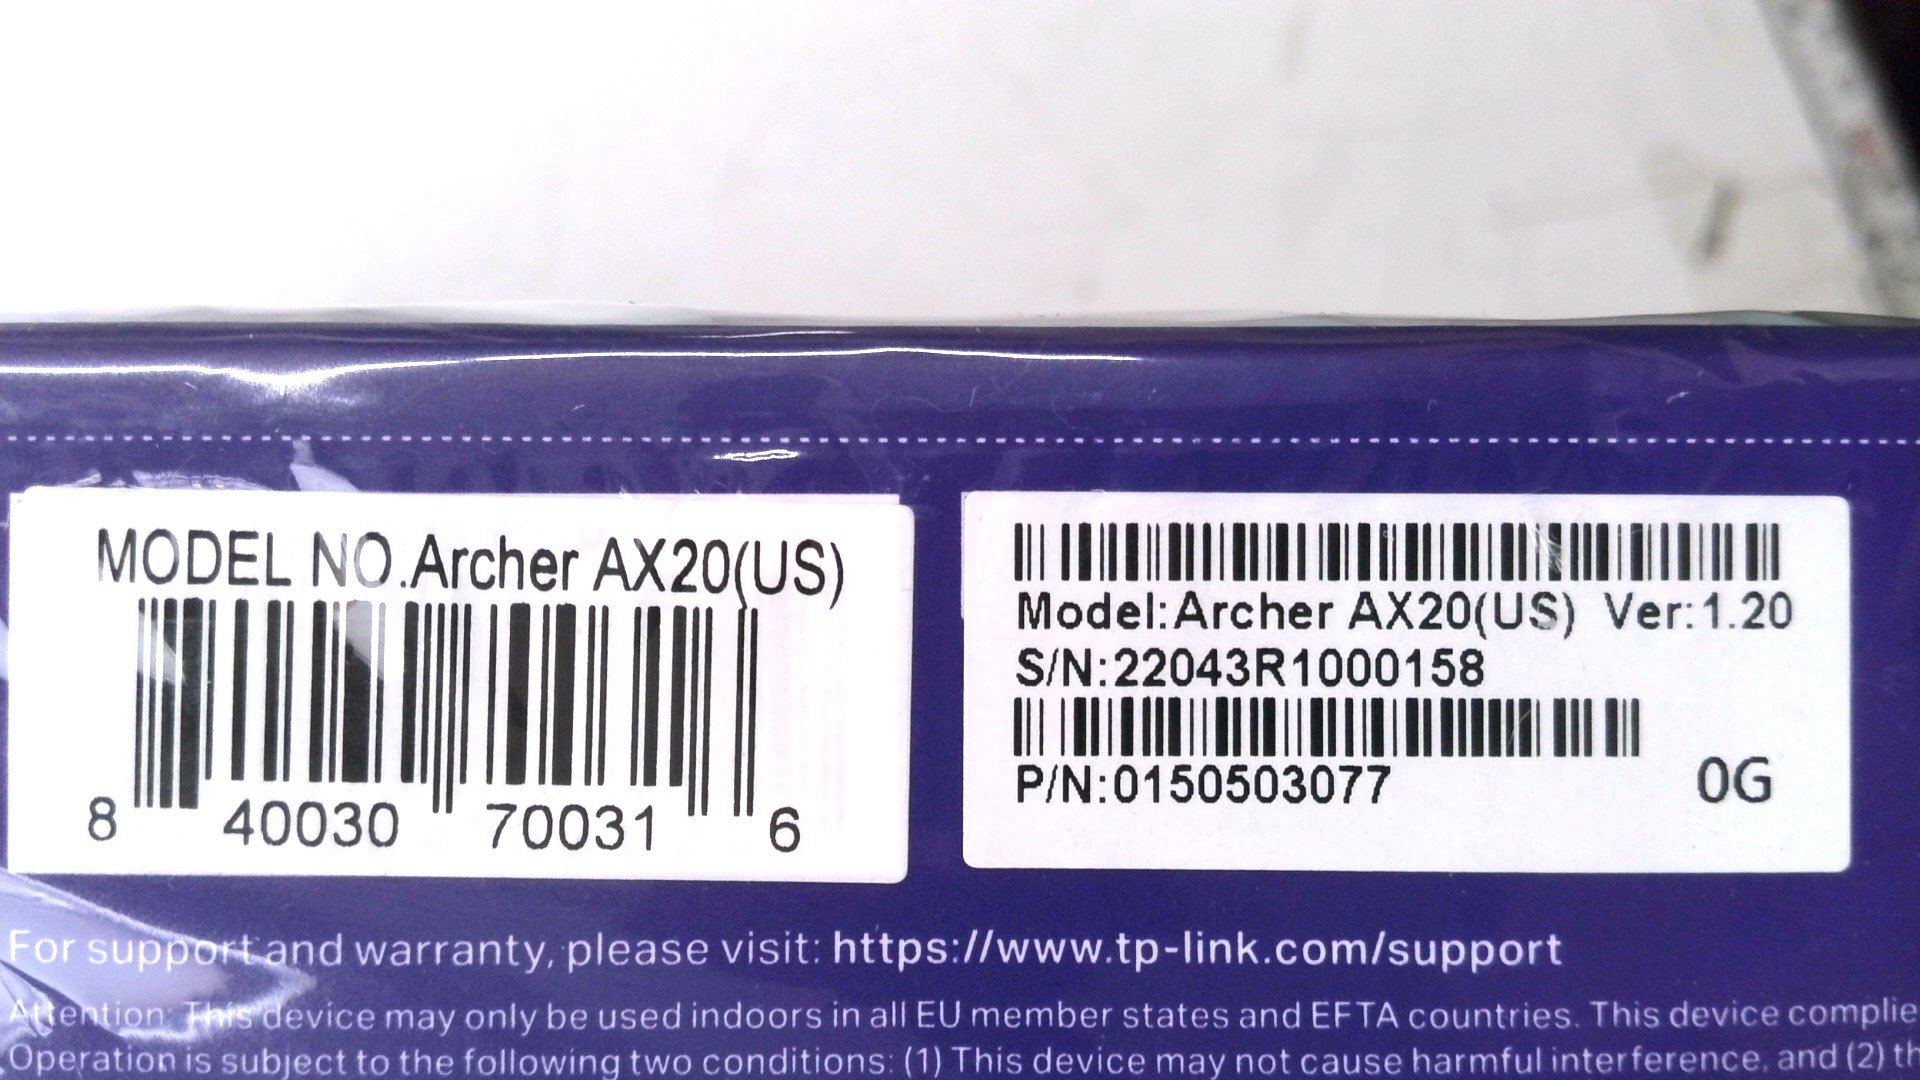 MODEL NO.Archer AX20(US)
8 40030 70031 6
Model:Archer AX20(US) Ver:1.20
S/N:22043R1000158
P/N:0150503077
0G
For support and warranty, please visit: https://www.tp-link.com/support
Attention: This device may only be used indoors in all EU member states and EFTA countries. This device complie
Operation is subject to the following two conditions: (1) This device may not cause harmful interference, and (2) th